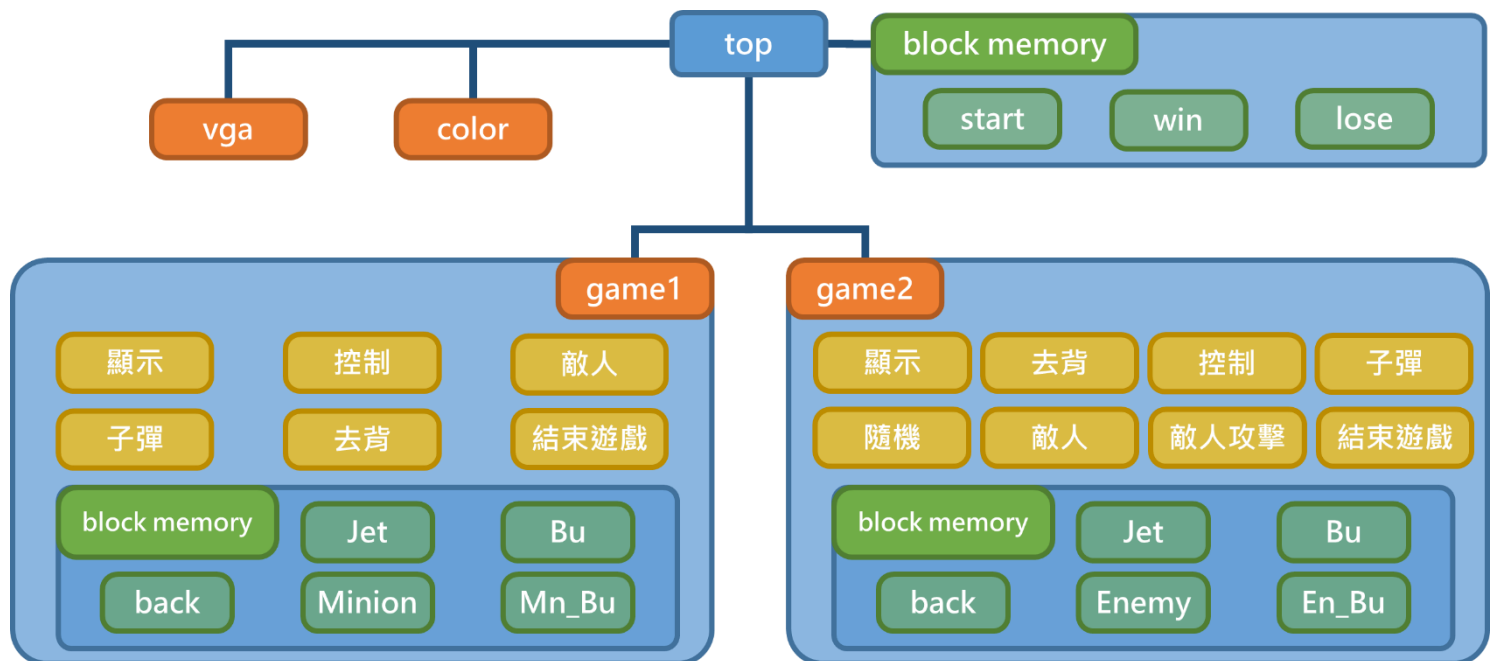 top
block memory
start
win
lose
vga
color
game1
顯示
控制
敵人
子彈
去背
結束遊戲
block memory
Jet
Bu
back
Minion
Mn_Bu
game2
顯示
去背
控制
子彈
隨機
敵人
敵人攻擊
結束遊戲
block memory
Jet
Bu
back
Enemy
En_Bu